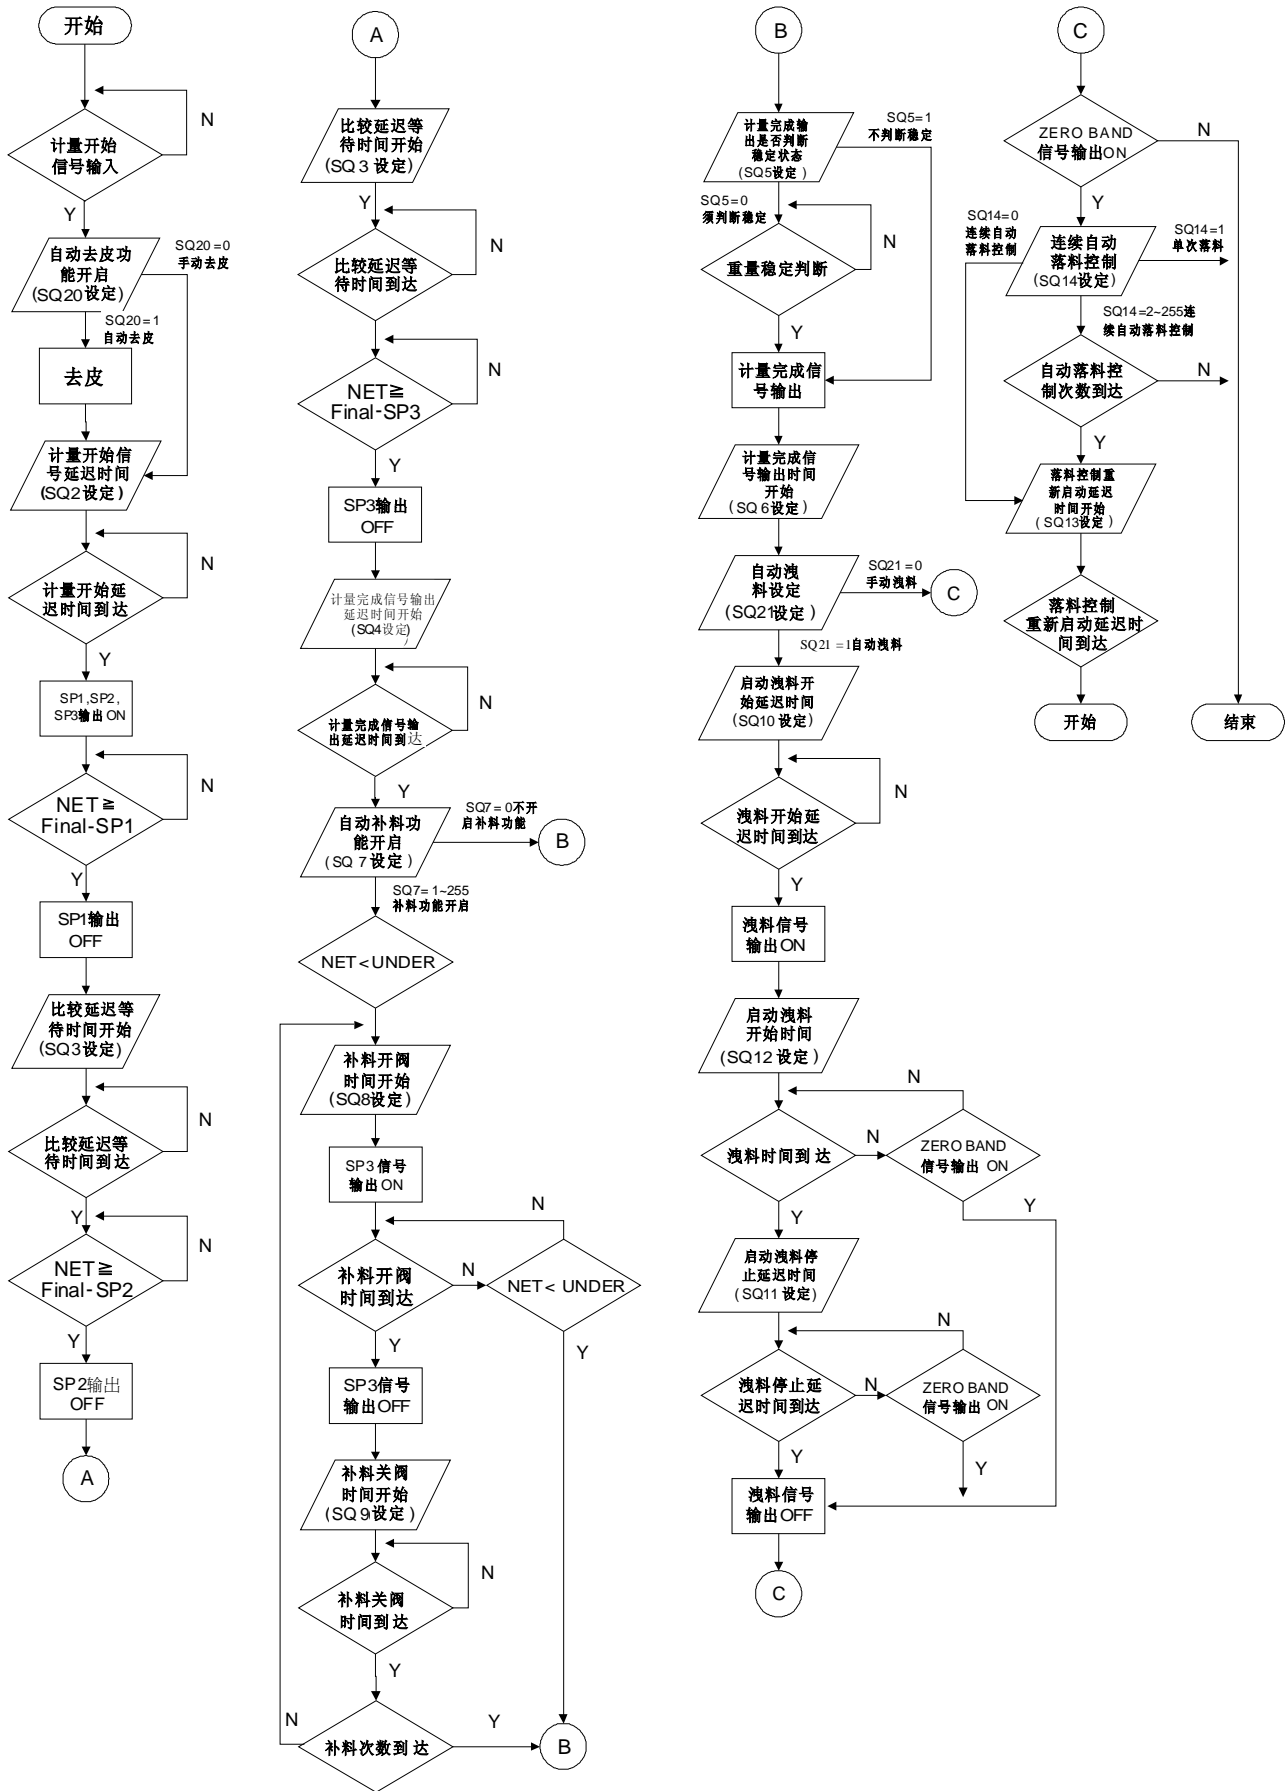 开始
N
计量开始
信号输入
Y
自动去皮功
能开启
(SQ20设定)
SQ20=0
手动去皮
SQ20=1
自动去皮
去皮
计量开始信
号延迟时间
(SQ2设定)
N
计量开始延
迟时间到达
Y
SP1,SP2,
SP3输出ON
N
NET≧
Final-SP1
Y
SP1输出
OFF
比较延迟等
待时间开始
(SQ3设定)
N
比较延迟等
待时间到达
Y
N
NET≧
Final-SP2
Y
SP2输出
OFF
A
A
比较延迟等
待时间开始
(SQ3设定)
Y
N
比较延迟等
待时间到达
N
NET≧
Final-SP3
Y
SP3输出
OFF
计量完成信号输出
延迟时间开始
(SQ4设定)
N
计量完成信号输
出延迟时间到达
Y
自动补料功
能开启
(SQ7设定)
SQ7=0不开
启补料功能
B
SQ7=1~255
补料功能开启
NET<UNDER
补料开阀
时间开始
(SQ8设定)
SP3信号
输出ON
N
补料开阀
时间到达
N
NET< UNDER
Y
Y
SP3信号
输出OFF
补料关阀
时间开始
(SQ9设定)
N
补料关阀
时间到达
Y
N
补料次数到达
Y
B
B
计量完成输
出是否判断
稳定状态
(SQ5设定)
SQ5=1
不判断稳定
SQ5=0
须判断稳定
N
重量稳定判断
Y
计量完成信
号输出
计量完成信
号输出时间
开始
(SQ6设定)
自动洩
料设定
(SQ21设定)
SQ21=0
手动洩料
C
SQ21=1自动洩料
启动洩料开
始延迟时间
(SQ10设定)
N
洩料开始延
迟时间到达
Y
洩料信号
输出ON
启动洩料
开始时间
(SQ12设定)
N
洩料时间到达
N
ZERO BAND
信号输出ON
Y
Y
启动洩料停
止延迟时间
(SQ11设定)
N
洩料停止延
迟时间到达
N
ZERO BAND
信号输出ON
Y
Y
洩料信号
输出OFF
C
C
ZERO BAND
信号输出ON
N
Y
SQ14=0
连续自动
落料控制
连续自动
落料控制
(SQ14设定)
SQ14=1
单次落料
SQ14=2~255连
续自动落料控制
自动落料控
制次数到达
N
Y
落料控制重
新启动延迟
时间开始
(SQ13设定)
落料控制
重新启动延迟时
间到达
开始
结束